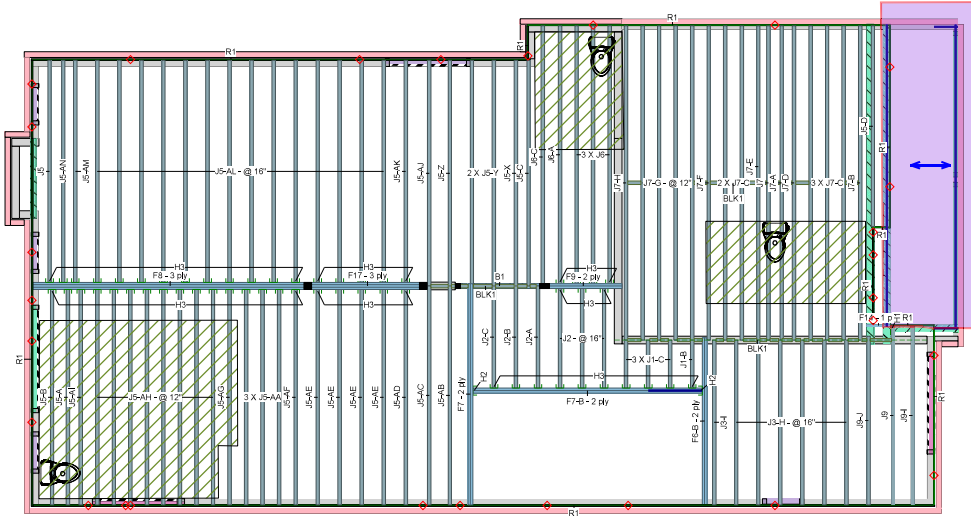 R1
R1
R1
R1
J5
J5-AN
J5-AM
J5-AL - @ 16"
J5-AK
J5-AJ
J5-Z
2 X J5-Y
J5-X
J5-C
J6-C
J6-A
3 X J6
J7-H
J7-G - @ 12"
J7-F
2 X J7-C
J7-E
J7
J7-A
J7-D
3 X J7-B
J5-D
R1
BLK1
R1
H3
F8 - 3 ply
H3
F17 - 3 ply
H3
F9 - 2 ply
B1
BLK1
R1
H3
H3
F1
1 p
R1
H1
R1
J5-B
J5-A
J5-AI
J5-AH - @ 12"
J5-AG
3 X J5-AA
J5-AF
J5-AE
J5-AE
J5-AE
J5-AE
J5-AD
J5-AC
J5-AB
F7 - 2 ply
J2-C
J2-B
J2-A
J2 - @ 16"
3 X J1-C
J1-B
BLK1
H2
H3
H2
F7-B - 2 ply
F6-B - 2 ply
J3-I
J3-H - @ 16"
J9-J
J9
J9-I
R1
R1